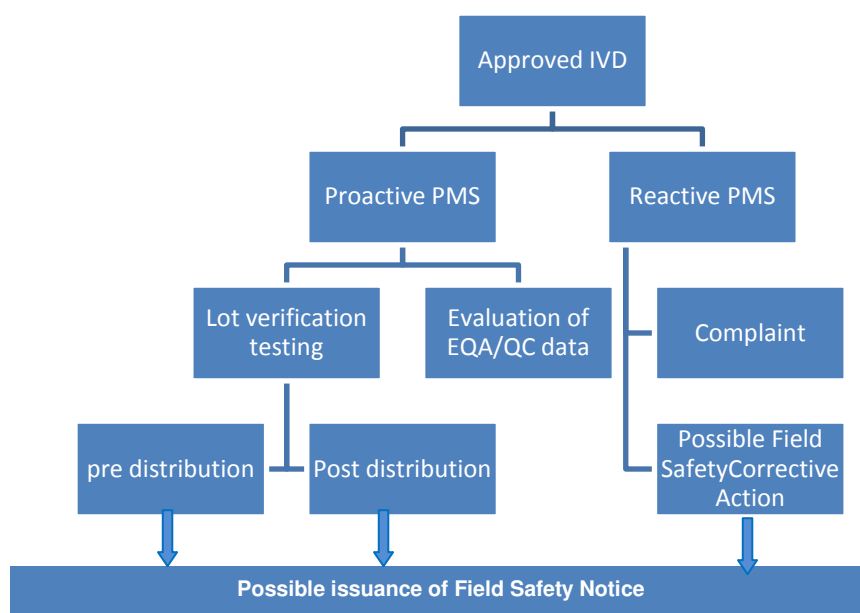 Approved IVD
Proactive PMS
Reactive PMS
Lot verification
testing
Evaluation of
EQA/QC data
Complaint
pre distribution
Post distribution
Possible Field
SafetyCorrective
Action
Possible issuance of Field Safety Notice